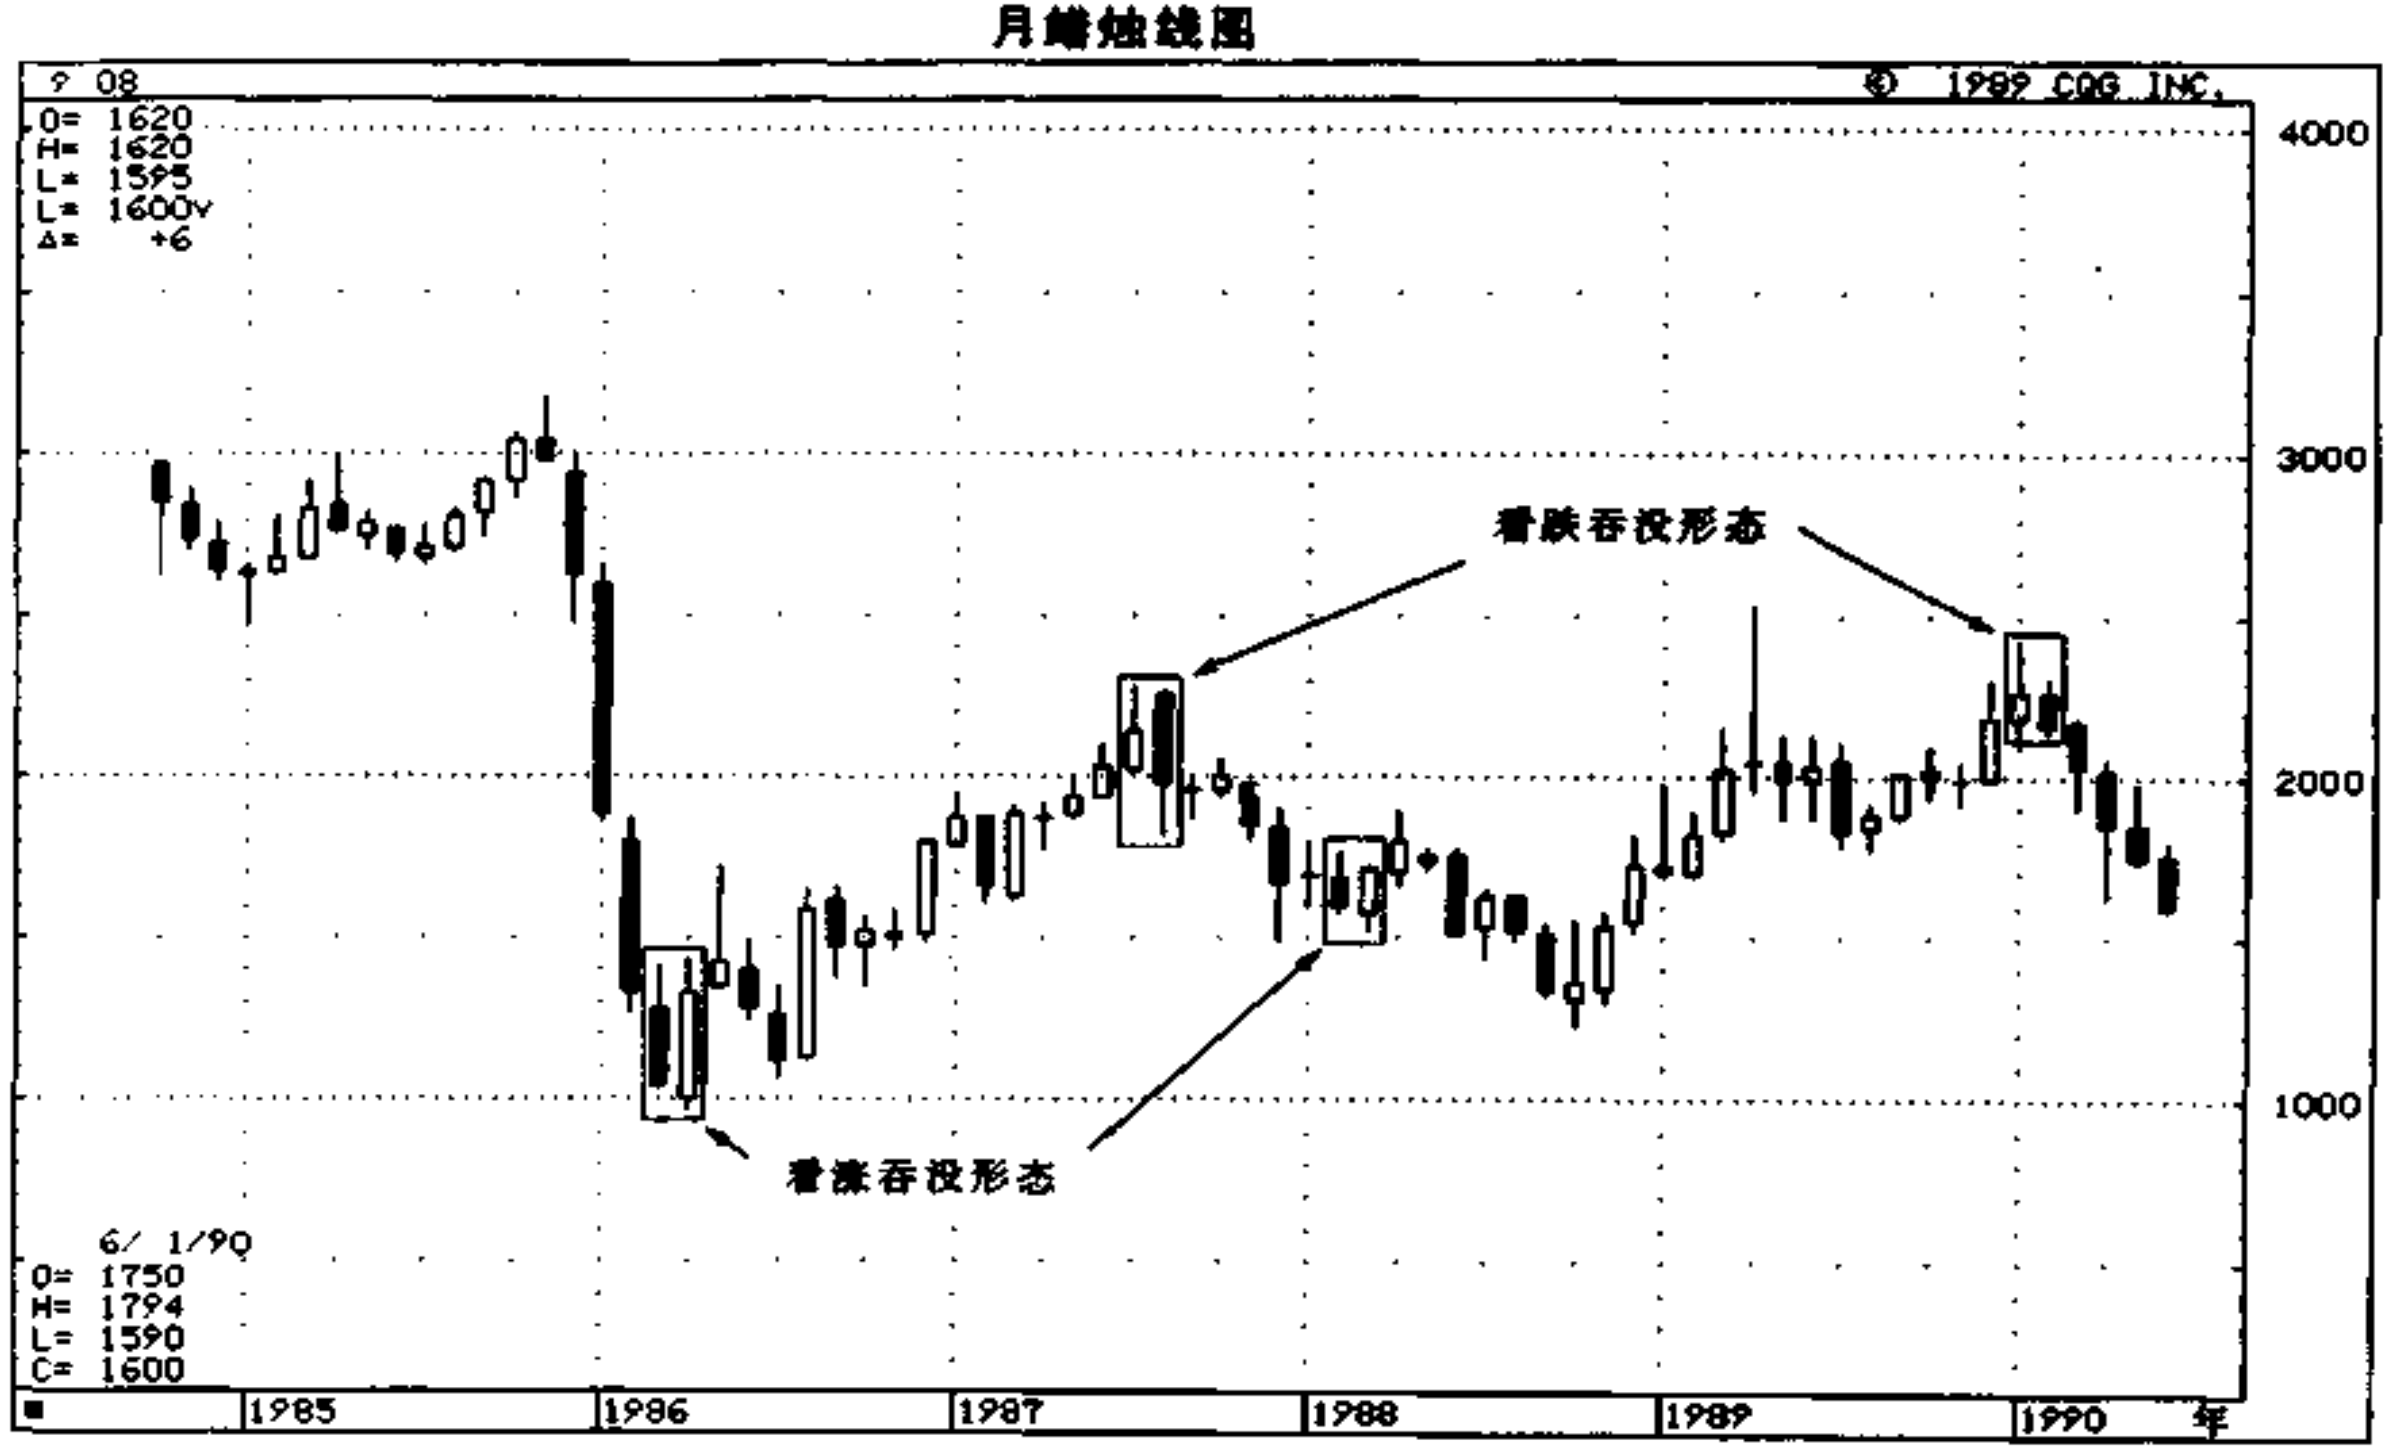 月蜡烛线图
9 08
© 1989 CQG INC.
O= 1620
H= 1620
L= 1595
L= 1600v
Δ= +6
4000
3000
看跌吞没形态
2000
1000
看涨吞没形态
6/ 1/90
O= 1750
H= 1794
L= 1590
C= 1600
1985 1986 1987 1988 1989 1990 年